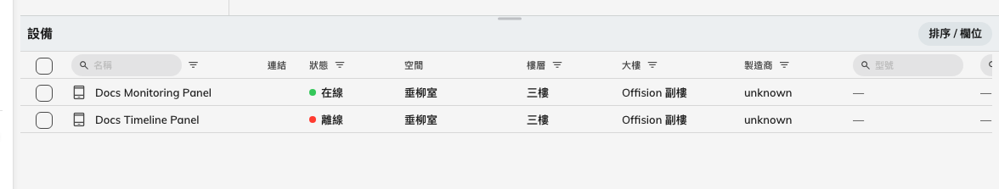 設備
排序 / 欄位
名稱 連結 狀態 空間 樓層 大樓 製造商 型號
Docs Monitoring Panel 在線 垂柳室 三樓 Offision 副樓 unknown — —
Docs Timeline Panel 離線 垂柳室 三樓 Offision 副樓 unknown — —